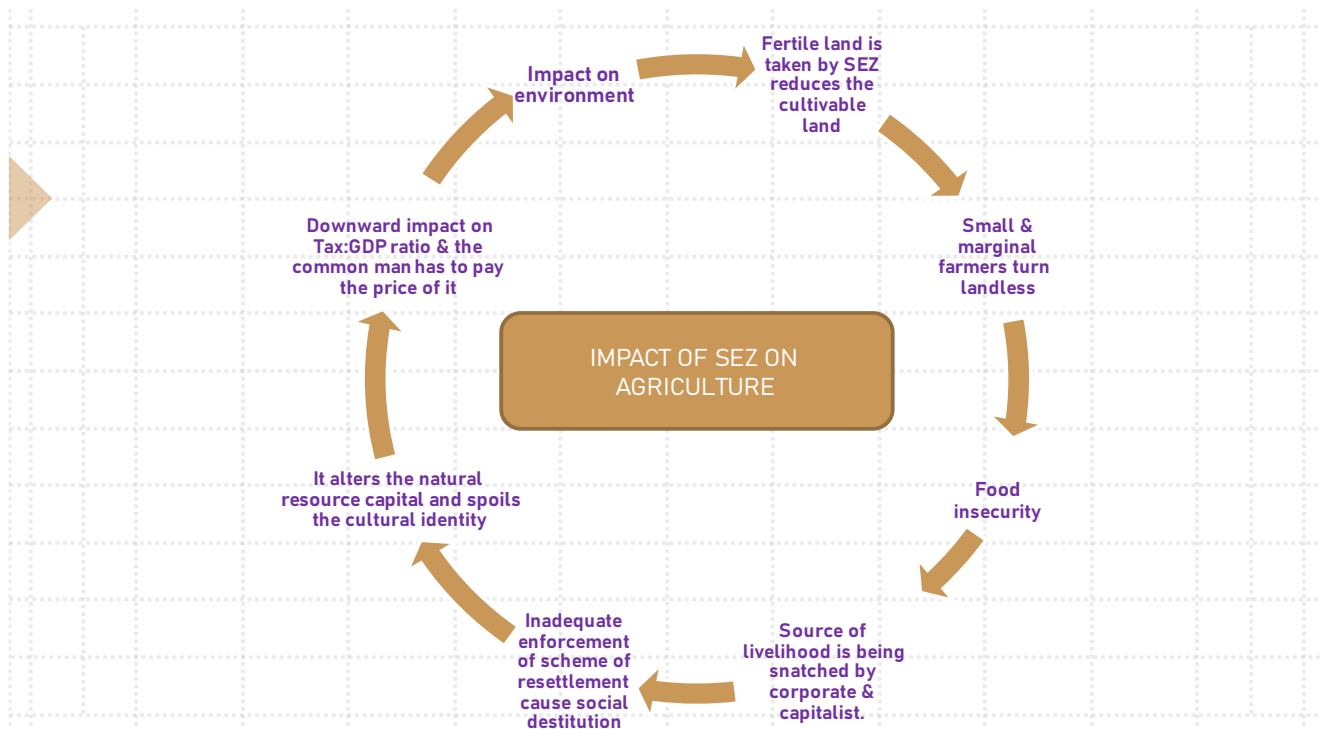 Impact on
environment
Fertile land is
taken by SEZ
reduces the
cultivable
land
Small &
marginal
farmers turn
landless
Food
insecurity
Source of
livelihood is being
snatched by
corporate &
capitalist.
Inadequate
enforcement
of scheme of
resettlement
cause social
destitution
It alters the natural
resource capital and spoils
the cultural identity
Downward impact on
Tax:GDP ratio & the
common man has to pay
the price of it
IMPACT OF SEZ ON
AGRICULTURE